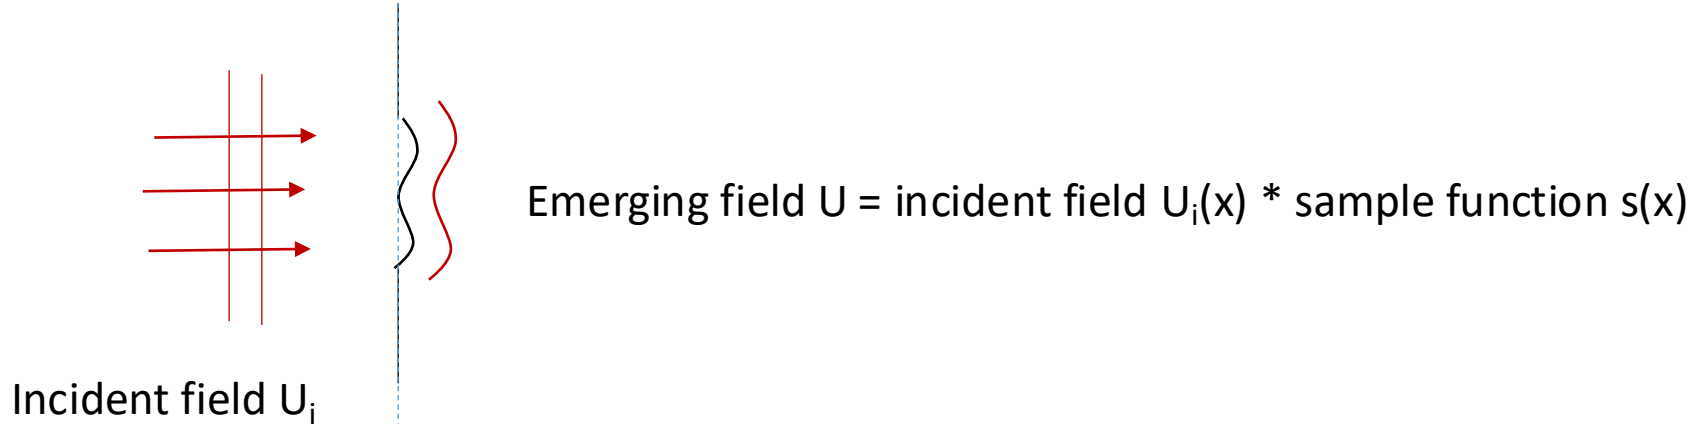 Emerging field U = incident field Uᵢ(x) * sample function s(x)
Incident field Uᵢ